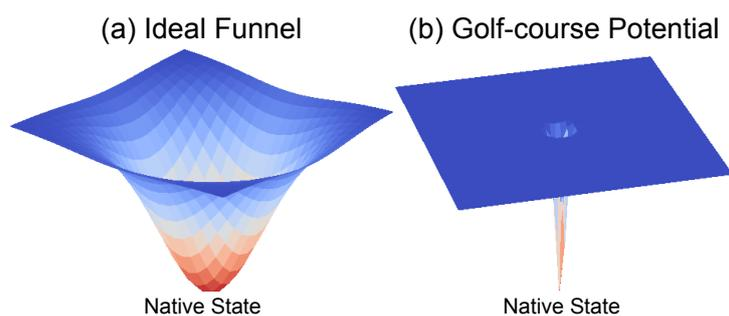 (a) Ideal Funnel
(b) Golf-course Potential
Native State
Native State